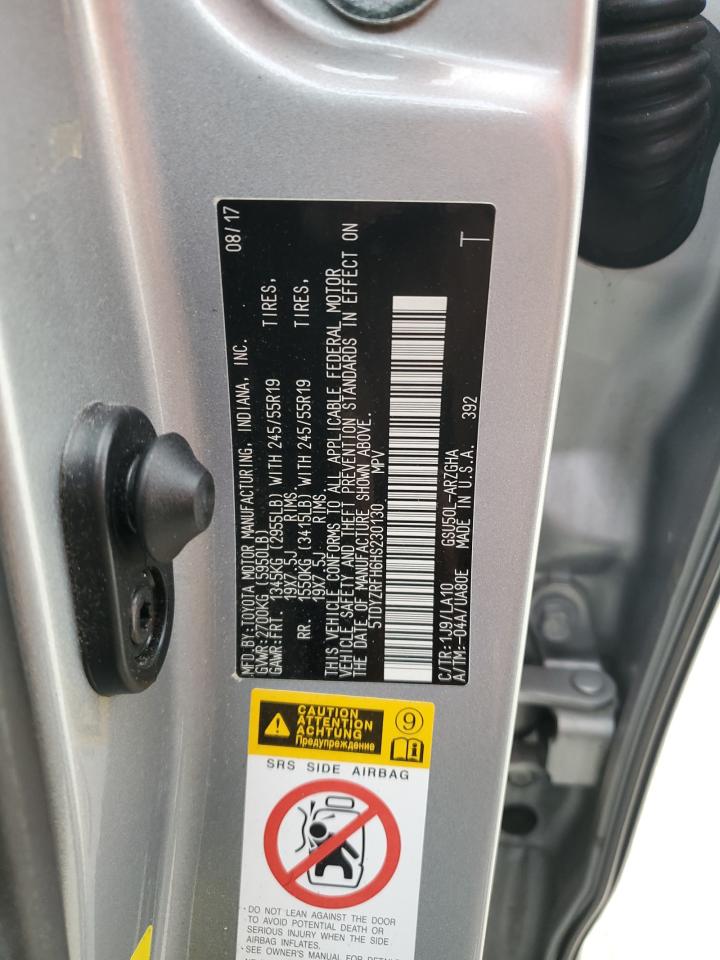 MFD.BY:TOYOTA MOTOR MANUFACTURING, INDIANA, INC. 08/17
GVWR:2700KG(5950LB)
GAWR:FRT. 1345KG (2955LB) WITH 245/55R19 TIRES,
19X7.5J RIMS,
RR. 1550KG (3415LB) WITH 245/55R19 TIRES,
19X7.5J RIMS.
THIS VEHICLE CONFORMS TO ALL APPLICABLE FEDERAL MOTOR
VEHICLE SAFETY AND THEFT PREVENTION STANDARDS IN EFFECT ON
THE DATE OF MANUFACTURE SHOWN ABOVE.
5TDYZRFH6HS230130 MPV
C/TR:1J9/LA10 GSU50L-ARZGHA 392 T
A/TM:-04A/UA80E MADE IN U.S.A.
CAUTION
ATTENTION
ACHTUNG
Предупреждение
9
i
SRS SIDE AIRBAG
·DO NOT LEAN AGAINST THE DOOR
TO AVOID POTENTIAL DEATH OR
SERIOUS INJURY WHEN THE SIDE
AIRBAG INFLATES.
·SEE OWNER'S MANUAL FOR